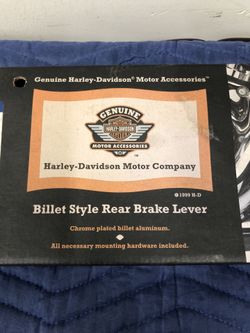 Genuine Harley-Davidson® Motor Accessories™
GENUINE
HARLEY-DAVIDSON
MOTOR ACCESSORIES
™
Harley-Davidson Motor Company
© 1999 H-D
Billet Style Rear Brake Lever
Chrome plated billet aluminum.
All necessary mounting hardware included.